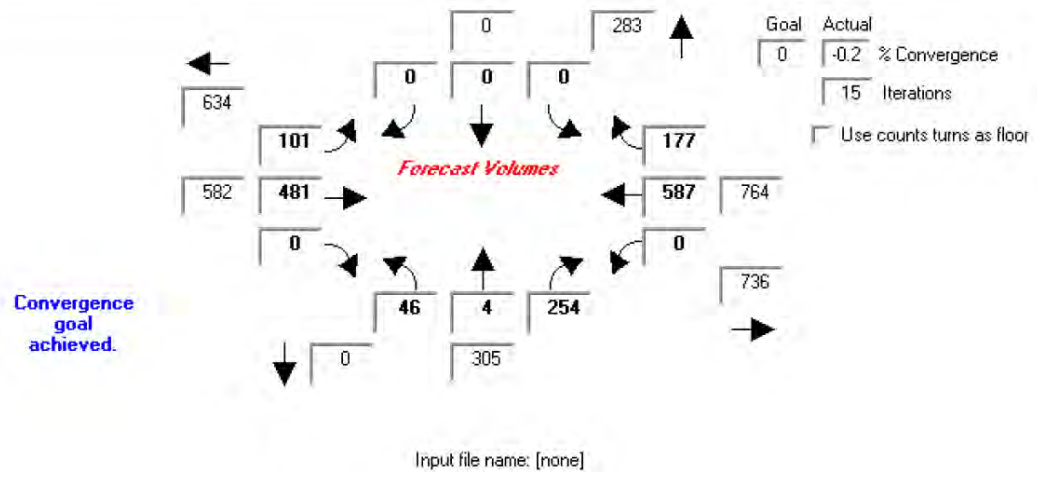 0 283 Goal Actual
0 0 0 0 -0.2 % Convergence
634 15 Iterations
101 177 Use counts turns as floor
Forecast Volumes
582 481 587 764
0 0
736
Convergence
goal
achieved.
46 4 254
0 305
Input file name: [none]